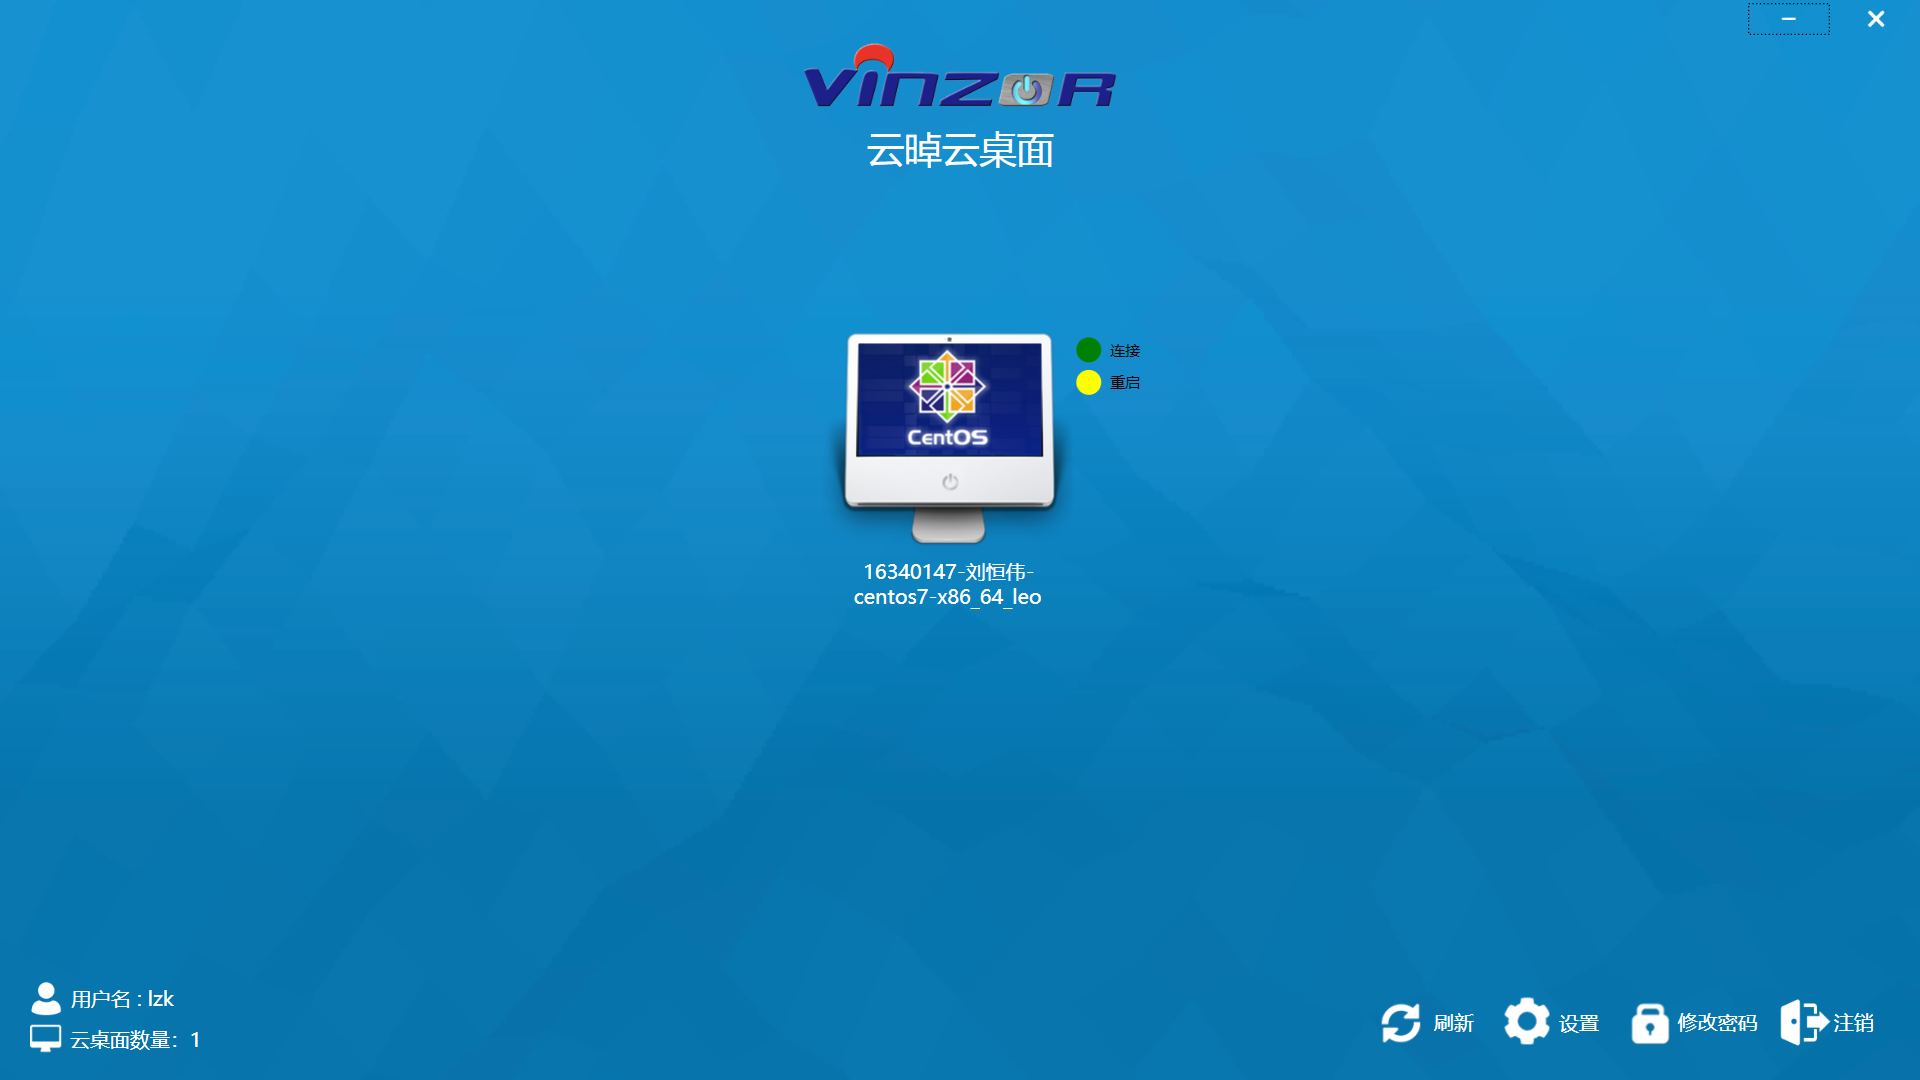 VINZOR
云晫云桌面
CentOS
连接
重启
16340147-刘恒伟-
centos7-x86_64_leo
用户名 : lzk
云桌面数量：1
刷新
设置
修改密码
注销